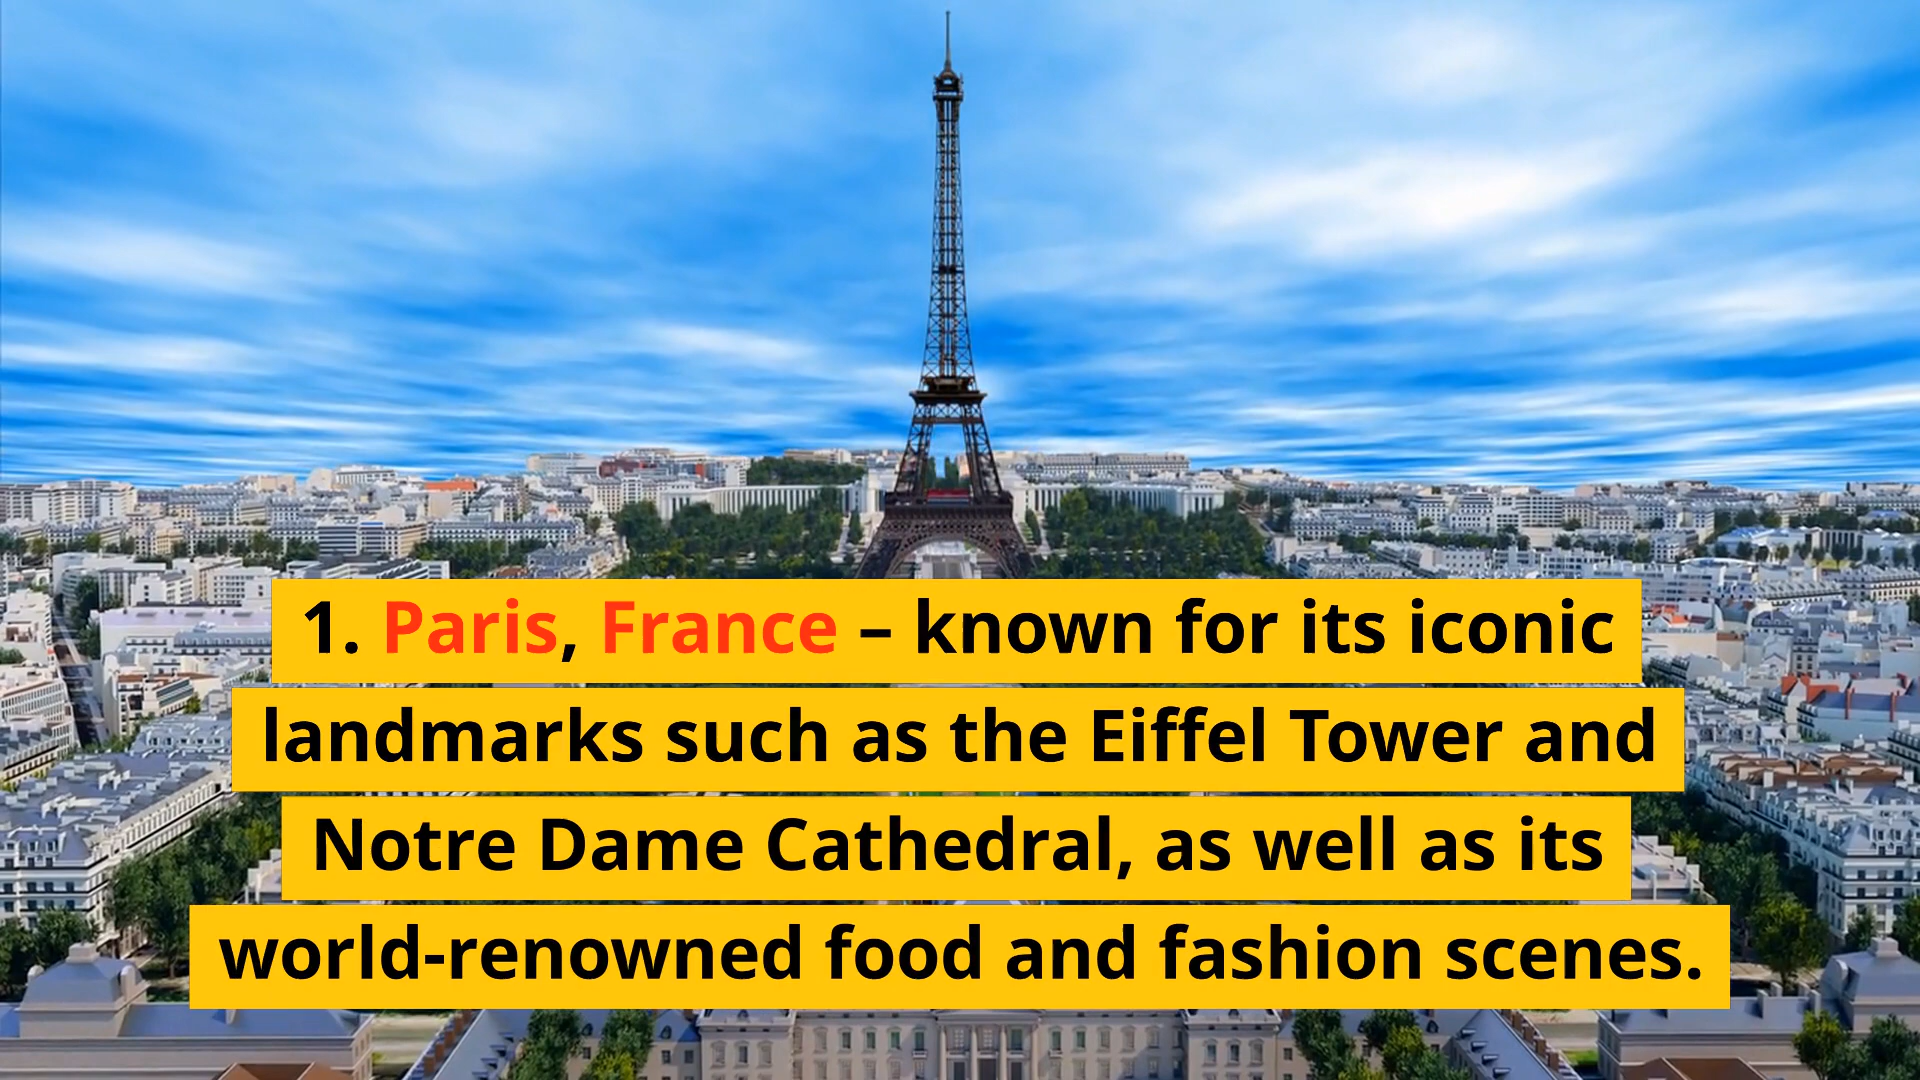 1. Paris, France – known for its iconic
landmarks such as the Eiffel Tower and
Notre Dame Cathedral, as well as its
world-renowned food and fashion scenes.